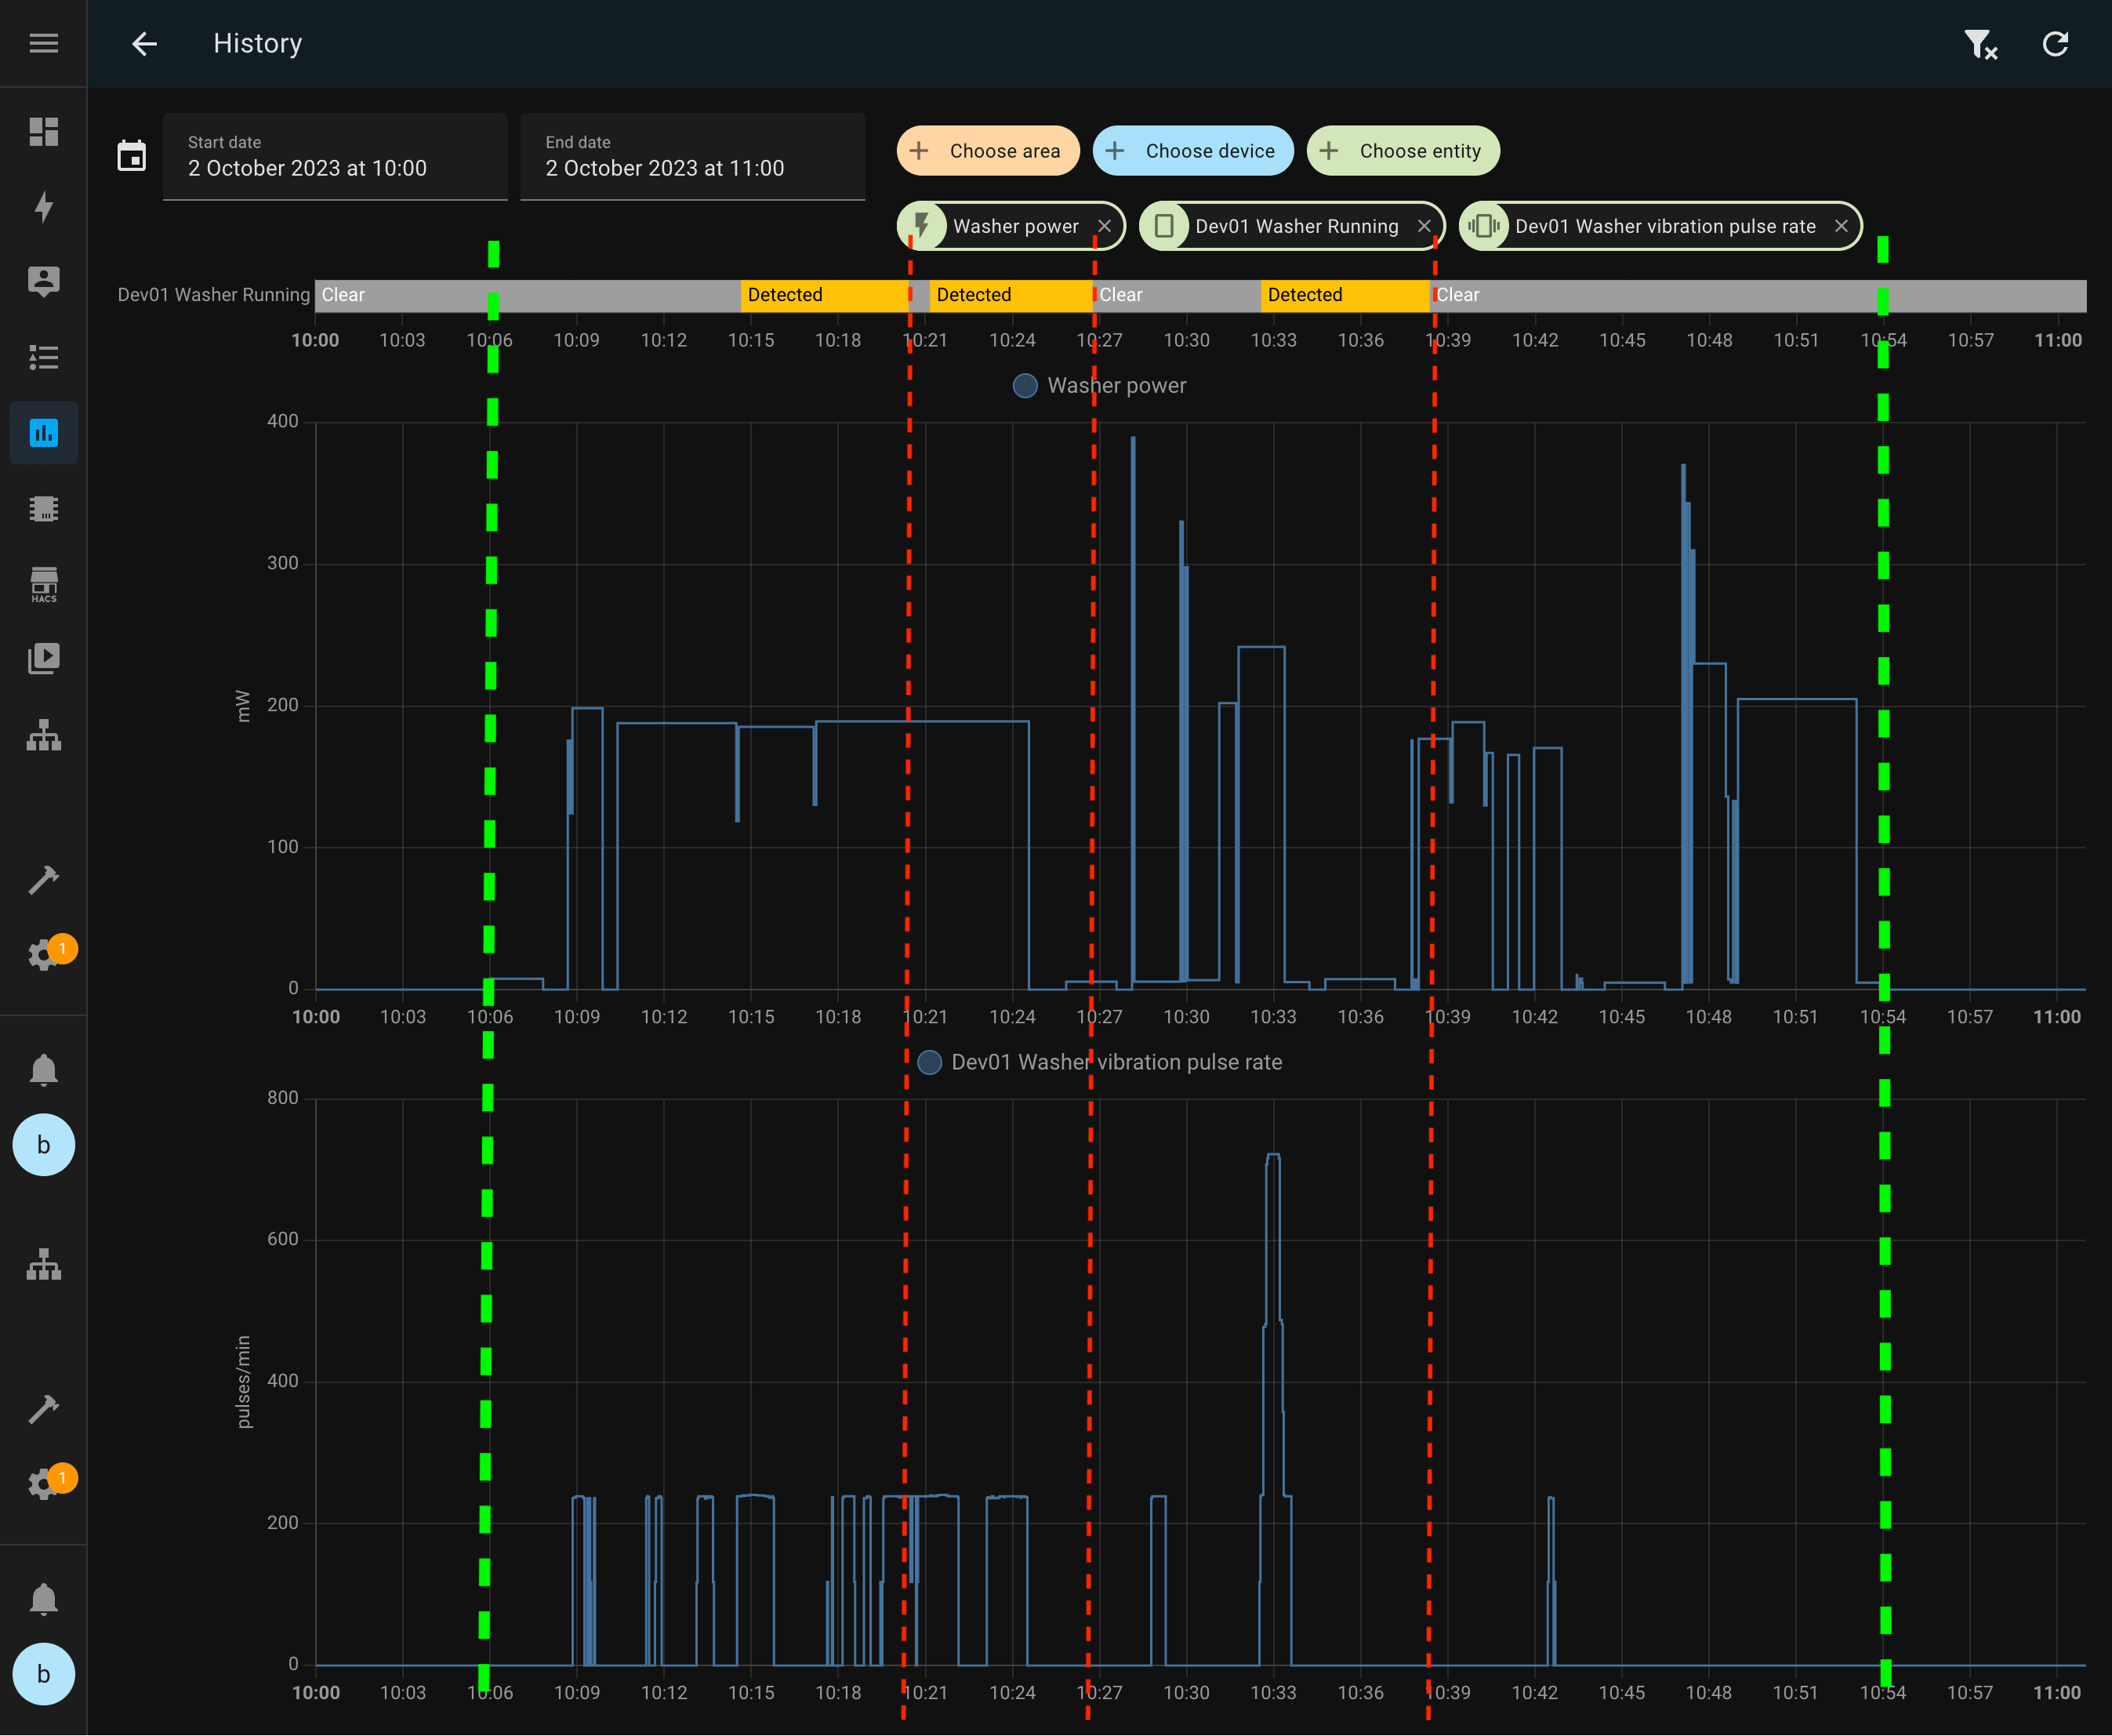 History
Start date
2 October 2023 at 10:00
End date
2 October 2023 at 11:00
Choose area
Choose device
Choose entity
Washer power
Dev01 Washer Running
Dev01 Washer vibration pulse rate
Dev01 Washer Running
Clear
Detected
Detected
Clear
Detected
Clear
10:00 10:03 10:06 10:09 10:12 10:15 10:18 10:21 10:24 10:27 10:30 10:33 10:36 10:39 10:42 10:45 10:48 10:51 10:54 10:57 11:00
Washer power
400
300
200
mW
100
0
10:00 10:03 10:06 10:09 10:12 10:15 10:18 10:21 10:24 10:27 10:30 10:33 10:36 10:39 10:42 10:45 10:48 10:51 10:54 10:57 11:00
Dev01 Washer vibration pulse rate
800
600
400
pulses/min
200
0
10:00 10:03 10:06 10:09 10:12 10:15 10:18 10:21 10:24 10:27 10:30 10:33 10:36 10:39 10:42 10:45 10:48 10:51 10:54 10:57 11:00
HACS
1
b
1
b